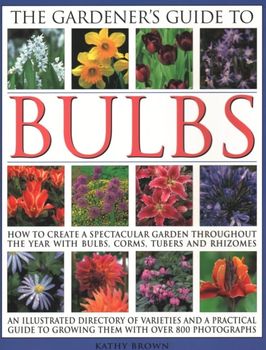 THE GARDENER'S GUIDE TO
BULBS
HOW TO CREATE A SPECTACULAR GARDEN THROUGHOUT
THE YEAR WITH BULBS, CORMS, TUBERS AND RHIZOMES
AN ILLUSTRATED DIRECTORY OF VARIETIES AND A PRACTICAL
GUIDE TO GROWING THEM WITH OVER 800 PHOTOGRAPHS
KATHY BROWN